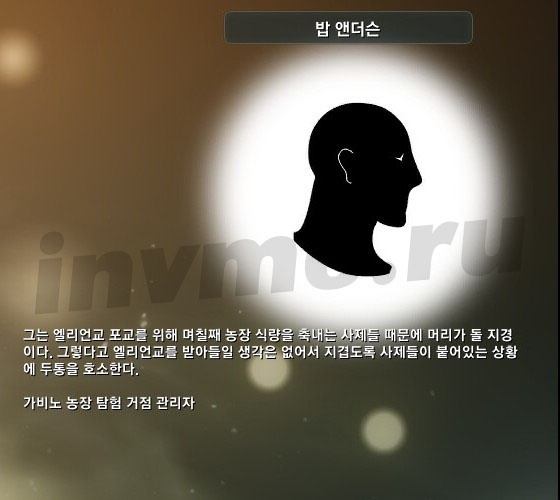 밥 앤더슨
invmo.ru
그는 엘리언교 포교를 위해 며칠째 농장 식량을 축내는 사제들 때문에 머리가 돌 지경
이다. 그렇다고 엘리언교를 받아들일 생각은 없어서 지겹도록 사제들이 붙어있는 상황
에 두통을 호소한다.
가비노 농장 탐험 거점 관리자